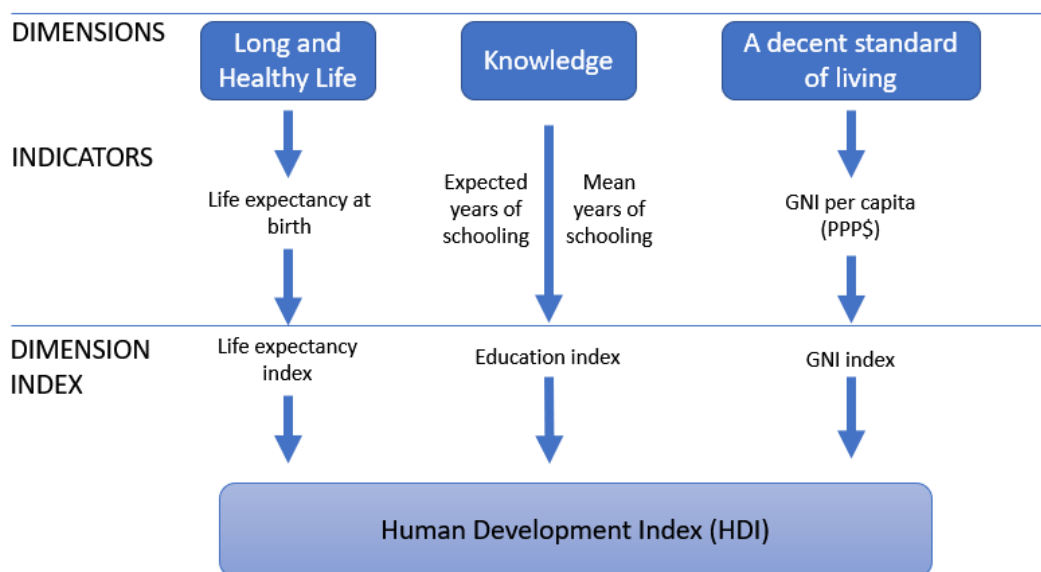 DIMENSIONS
Long and
Healthy Life
Knowledge
A decent standard
of living
INDICATORS
Life expectancy at
birth
Expected
years of
schooling
Mean
years of
schooling
GNI per capita
(PPP$)
DIMENSION
INDEX
Life expectancy
index
Education index
GNI index
Human Development Index (HDI)